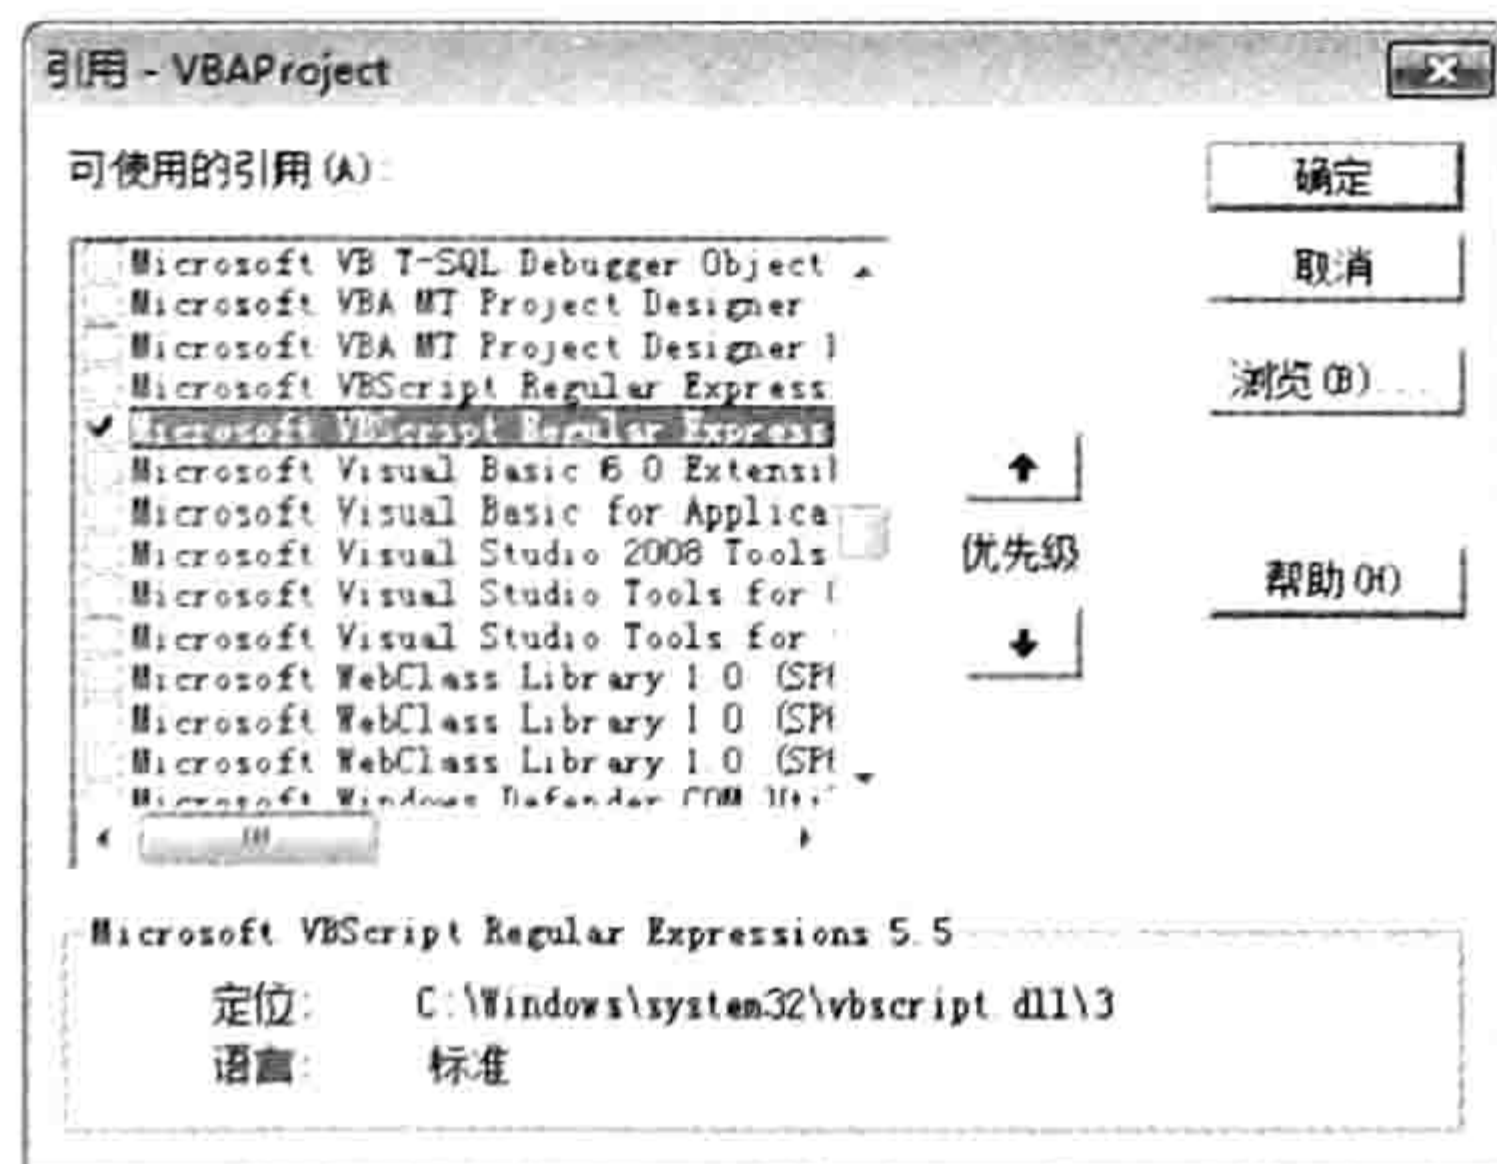 引用 - VBAProject
可使用的引用(A):
Microsoft VB T-SQL Debugger Object
Microsoft VBA MT Project Designer
Microsoft VBA MT Project Designer
Microsoft VBScript Regular Express
Microsoft VBScript Regular Express
Microsoft Visual Basic 6.0 Extensi
Microsoft Visual Basic for Applica
Microsoft Visual Studio 2008 Tools
Microsoft Visual Studio Tools for
Microsoft Visual Studio Tools for
Microsoft WebClass Library 1.0 (SP
Microsoft WebClass Library 1.0 (SP
Microsoft WebClass Library 1.0 (SP
Microsoft Windows Defender COM Uti
确定
取消
浏览(B)...
优先级
帮助(H)
Microsoft VBScript Regular Expressions 5.5
定位: C:\Windows\system32\vbscript.dll\3
语言: 标准